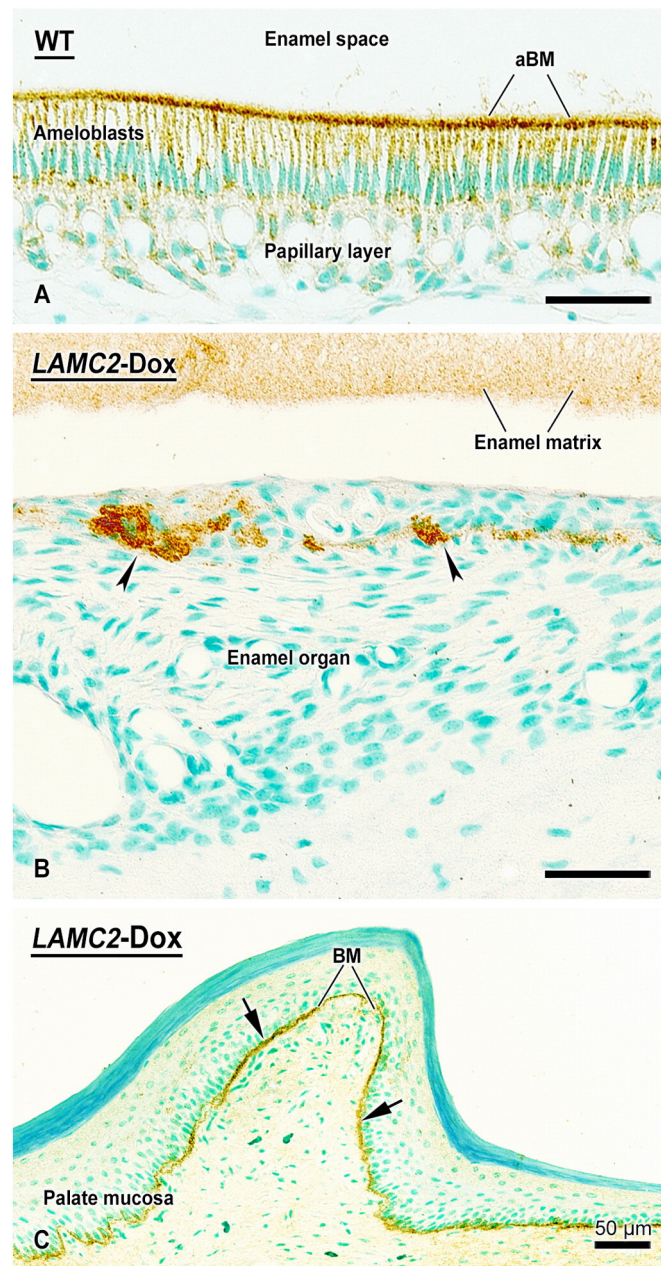 WT
Enamel space
aBM
Ameloblasts
Papillary layer
A
LAMC2-Dox
Enamel matrix
Enamel organ
B
LAMC2-Dox
BM
Palate mucosa
50 µm
C